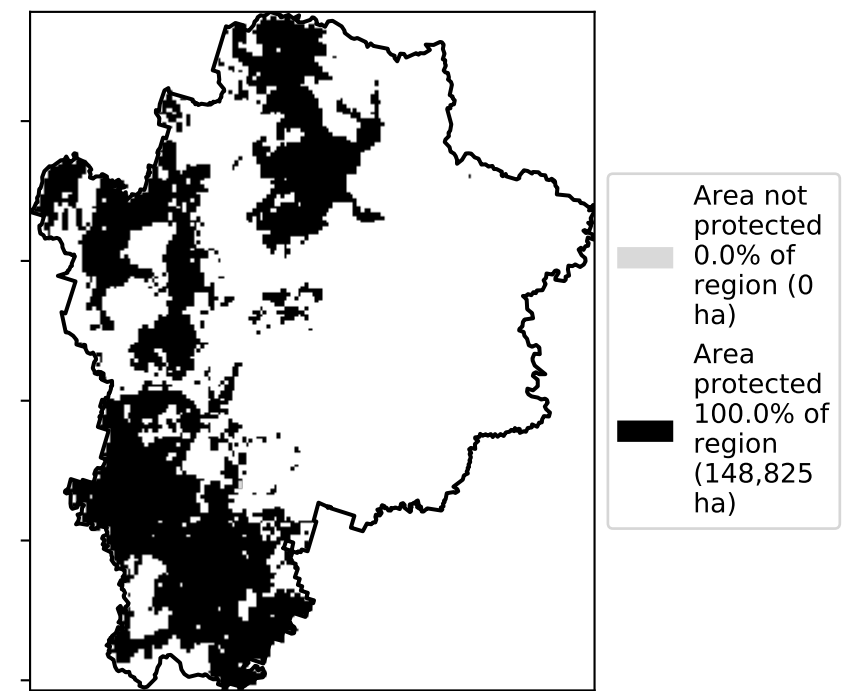 Area not
protected
0.0% of
region (0
ha)
Area
protected
100.0% of
region
(148,825
ha)